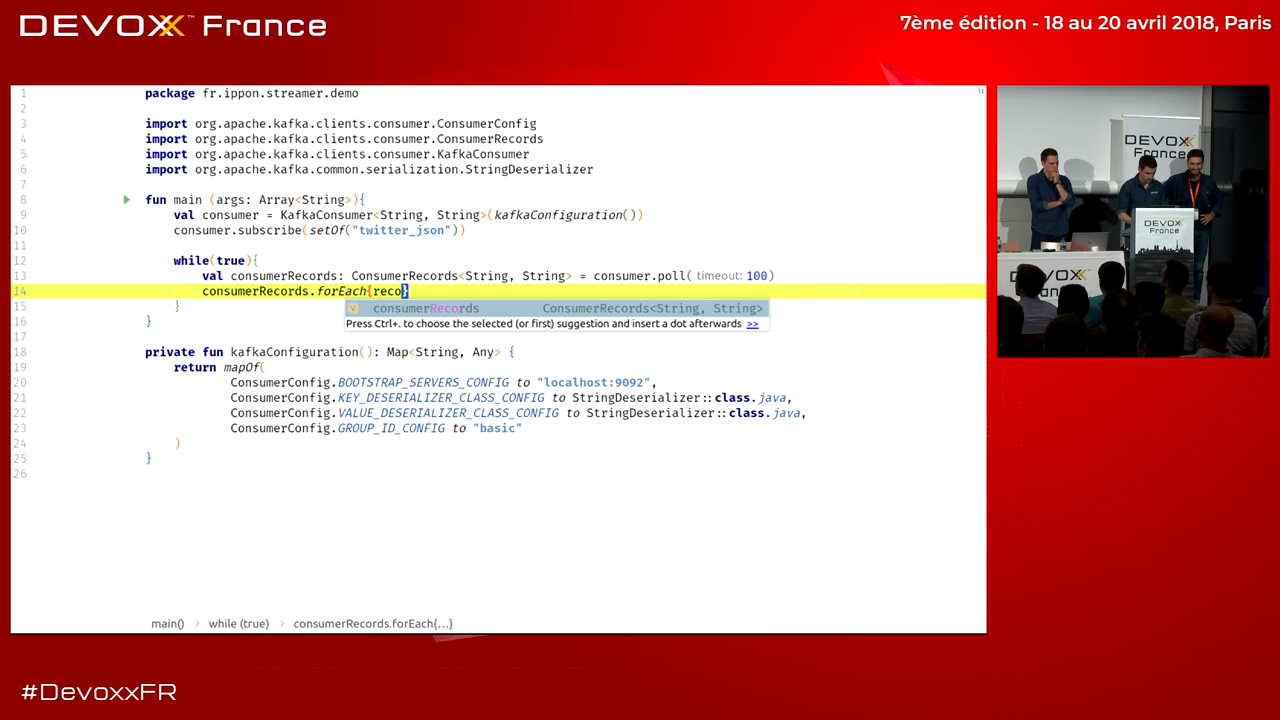 DEVOXX™ France
7ème édition - 18 au 20 avril 2018, Paris
1 package fr.ippon.streamer.demo
2
3 import org.apache.kafka.clients.consumer.ConsumerConfig
4 import org.apache.kafka.clients.consumer.ConsumerRecords
5 import org.apache.kafka.clients.consumer.KafkaConsumer
6 import org.apache.kafka.common.serialization.StringDeserializer
7
8 fun main (args: Array<String>){
9 val consumer = KafkaConsumer<String, String>(kafkaConfiguration())
10 consumer.subscribe(setOf("twitter_json"))
11
12 while(true){
13 val consumerRecords: ConsumerRecords<String, String> = consumer.poll( timeout: 100)
14 consumerRecords.forEach{reco}
15 }
v consumerRecords ConsumerRecords<String, String>
16 }
Press Ctrl+. to choose the selected (or first) suggestion and insert a dot afterwards >>
17
18 private fun kafkaConfiguration(): Map<String, Any> {
19 return mapOf(
20 ConsumerConfig.BOOTSTRAP_SERVERS_CONFIG to "localhost:9092",
21 ConsumerConfig.KEY_DESERIALIZER_CLASS_CONFIG to StringDeserializer::class.java,
22 ConsumerConfig.VALUE_DESERIALIZER_CLASS_CONFIG to StringDeserializer::class.java,
23 ConsumerConfig.GROUP_ID_CONFIG to "basic"
24 )
25 }
26
main() > while (true) > consumerRecords.forEach{...}
DEVOXX
France
DEVOXX
France
#DevoxxFR